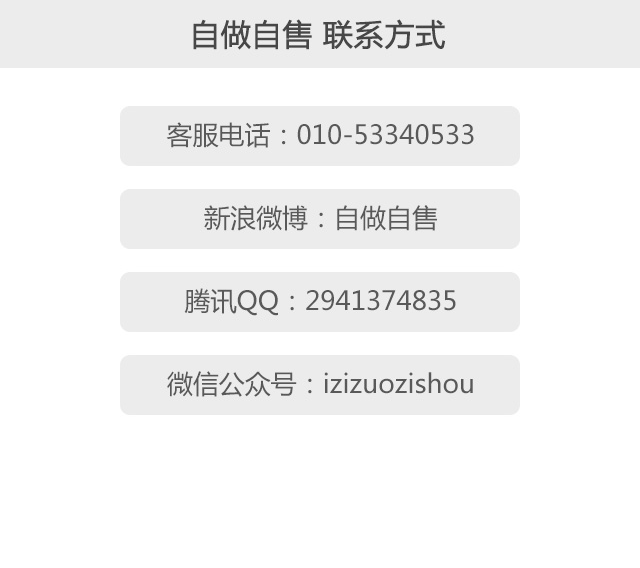 自做自售 联系方式
客服电话：010-53340533
新浪微博：自做自售
腾讯QQ：2941374835
微信公众号：izizuozishou